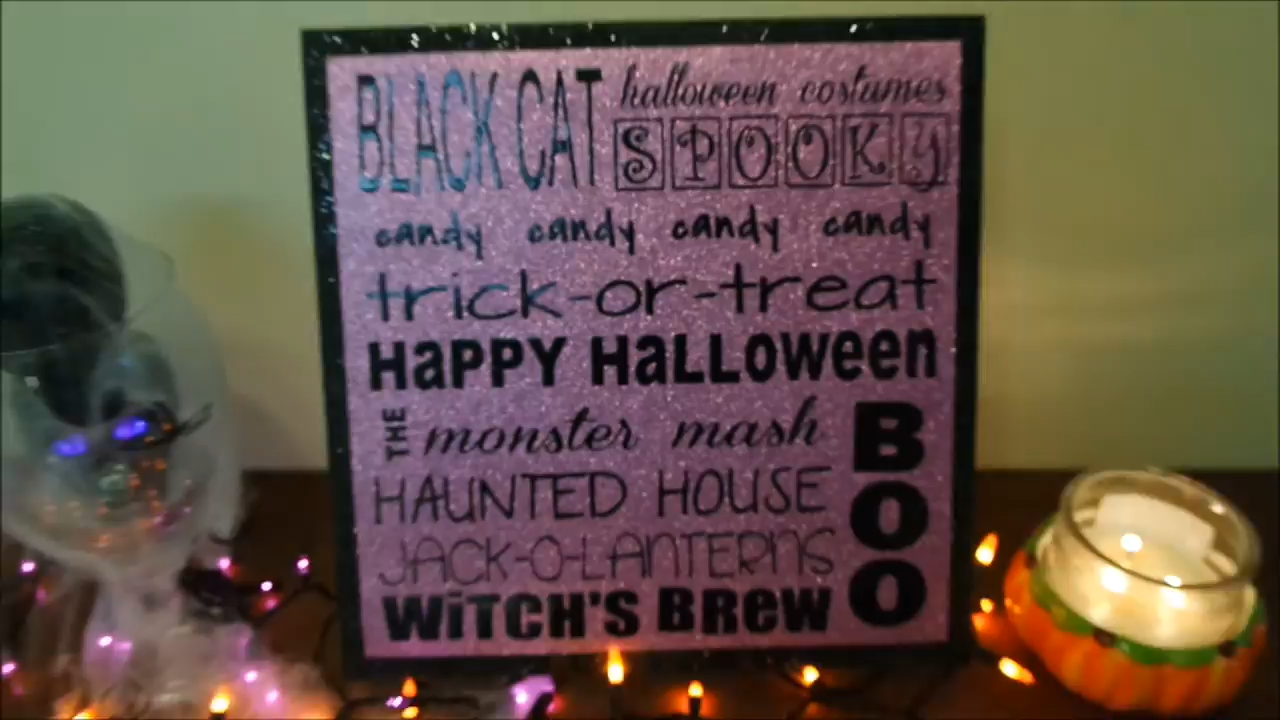 BLACK CAT
halloween costumes
SPOOKY
candy candy candy candy
trick-or-treat
HaPPY HaLLoween
THE monster mash
HAUNTED HOUSE
JACK-O-LANTERNS
WiTCH'S BRew
BOO